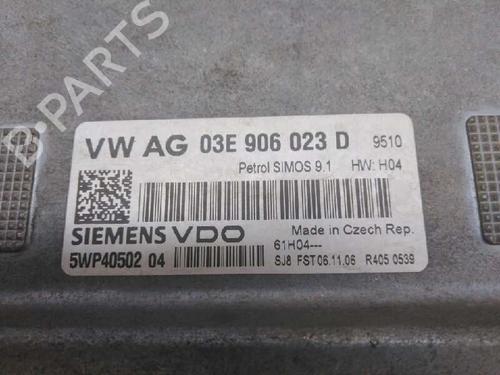 VW AG 03E 906 023 D 9510
Petrol SIMOS 9.1 HW: H04
SIEMENS VDO Made in Czech Rep.
61H04---
5WP40502 04 SJ8 FST 06.11.06 R405 0539
B-PARTS